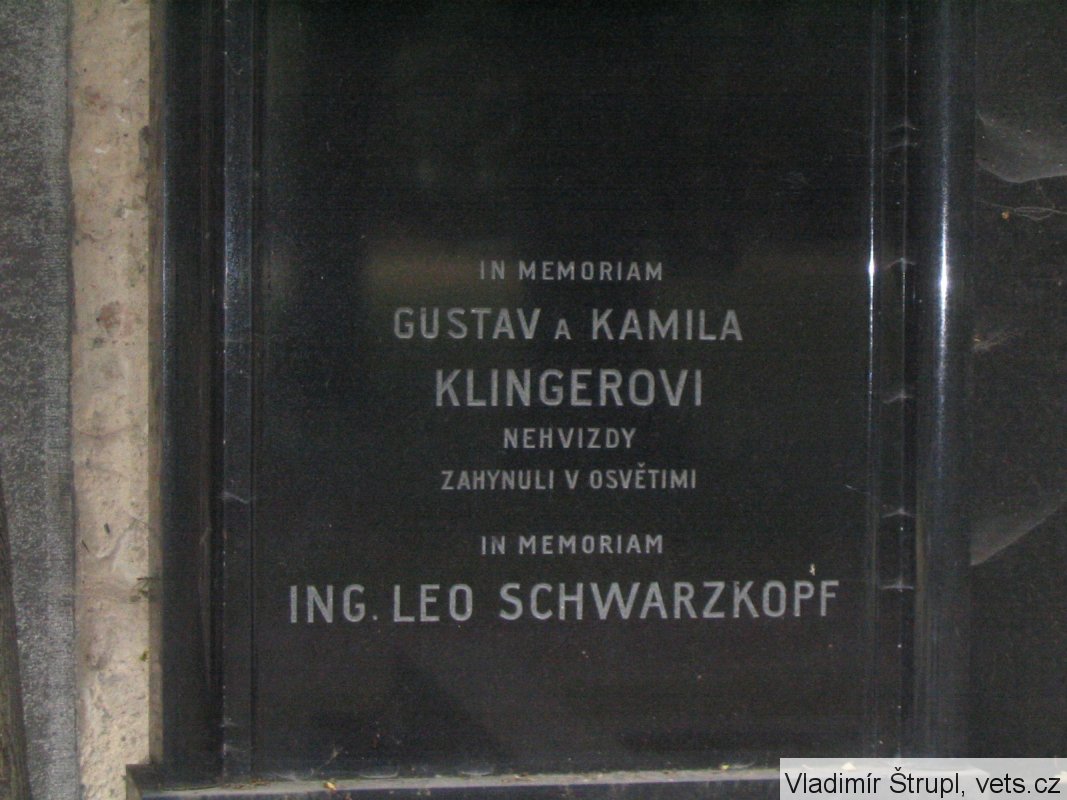 IN MEMORIAM
GUSTAV A KAMILA
KLINGEROVI
NEHVIZDY
ZAHYNULI V OSVĚTIMI
IN MEMORIAM
ING. LEO SCHWARZKOPF
Vladimír Štrupl, vets.cz